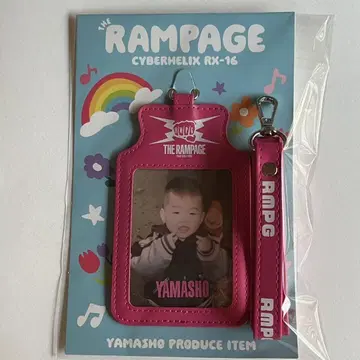 THE
RAMPAGE
CYBERHELIX RX-16
THE RAMPAGE
YAMASHO
RMPG
RMPG
YAMASHO PRODUCE ITEM